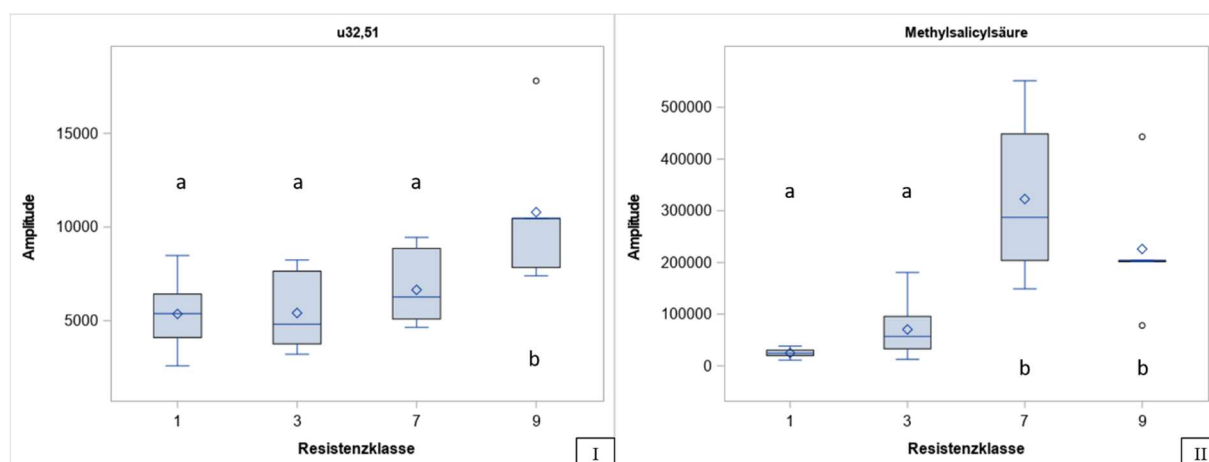 u32,51
15000
10000
5000
Amplitude
a
a
a
b
1
3
7
9
Resistenzklasse
I
Methylsalicylsäure
500000
400000
300000
200000
100000
0
Amplitude
a
a
b
b
1
3
7
9
Resistenzklasse
II